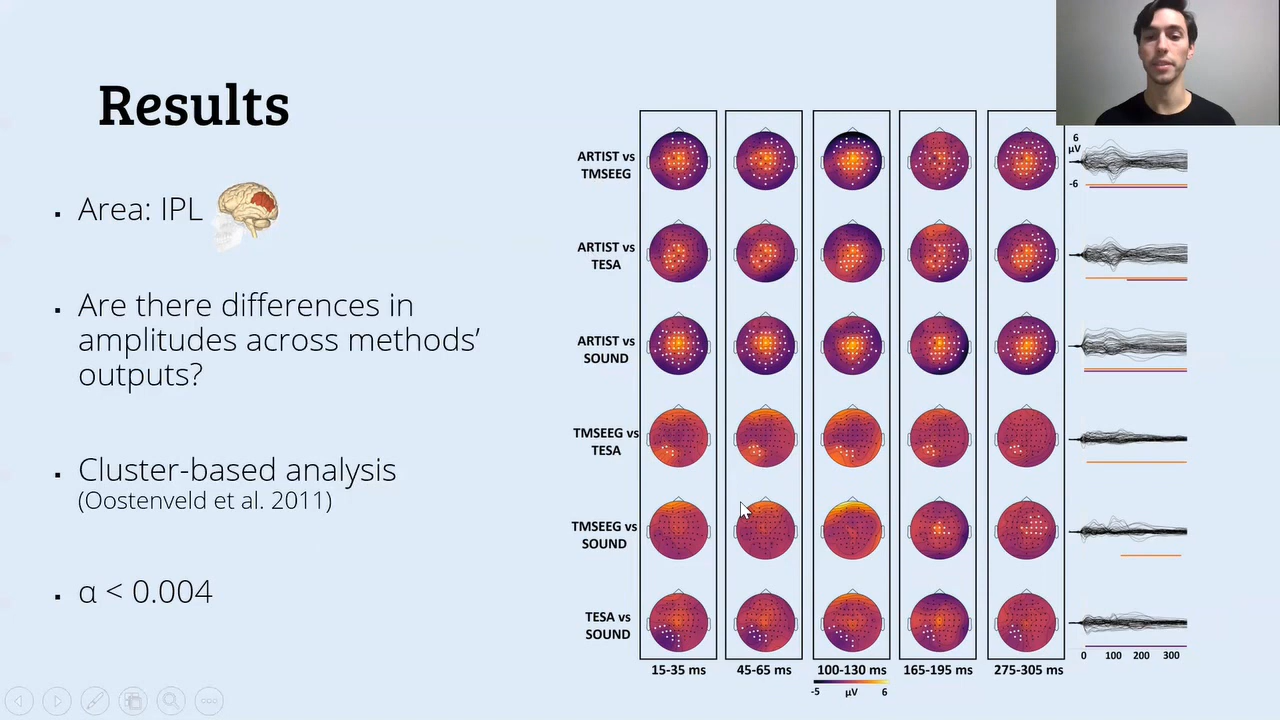 Results
▪ Area: IPL
▪ Are there differences in
amplitudes across methods’
outputs?
▪ Cluster-based analysis
(Oostenveld et al. 2011)
▪ α < 0.004
ARTIST vs
TMSEEG
ARTIST vs
TESA
ARTIST vs
SOUND
TMSEEG vs
TESA
TMSEEG vs
SOUND
TESA vs
SOUND
15-35 ms
45-65 ms
100-130 ms
165-195 ms
275-305 ms
-5 μV 6
6
μV
-6
0 100 200 300